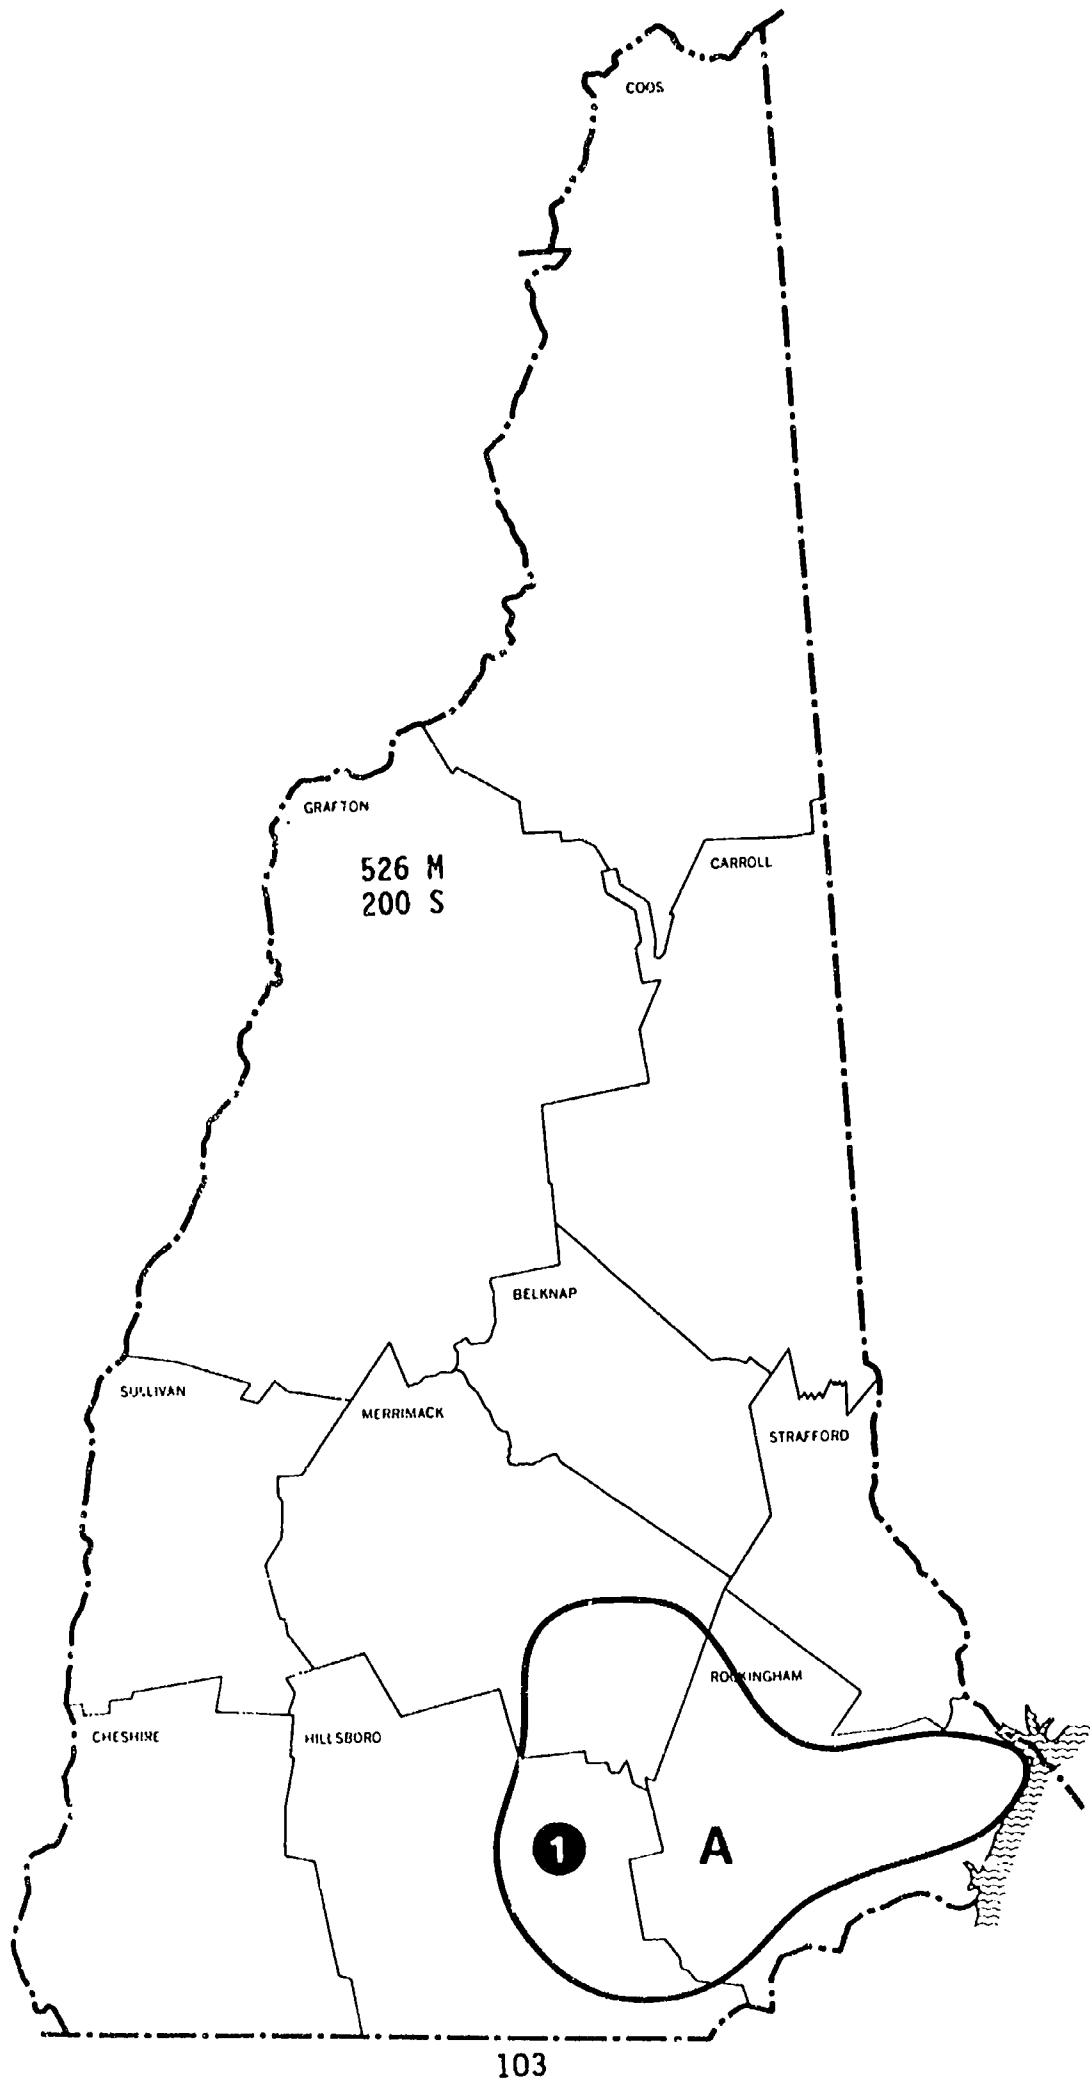 COOS
GRAFTON
526 M
200 S
CARROLL
BELKNAP
SULLIVAN
MERRIMACK
STRAFFORD
ROCKINGHAM
CHESHIRE
HILLSBORO
1
A
103